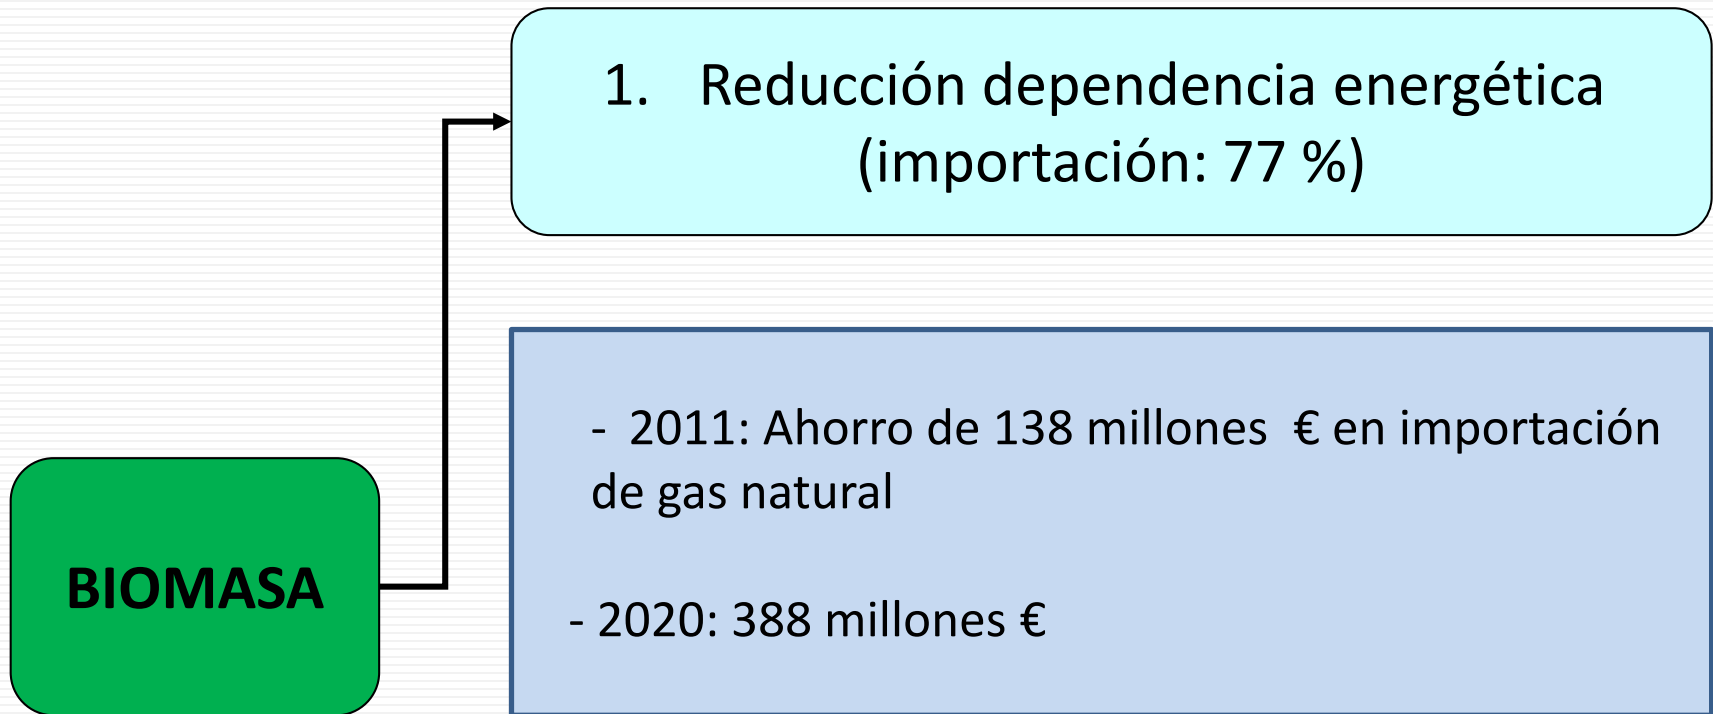 1. Reducción dependencia energética
(importación: 77 %)
- 2011: Ahorro de 138 millones € en importación
de gas natural
BIOMASA
- 2020: 388 millones €